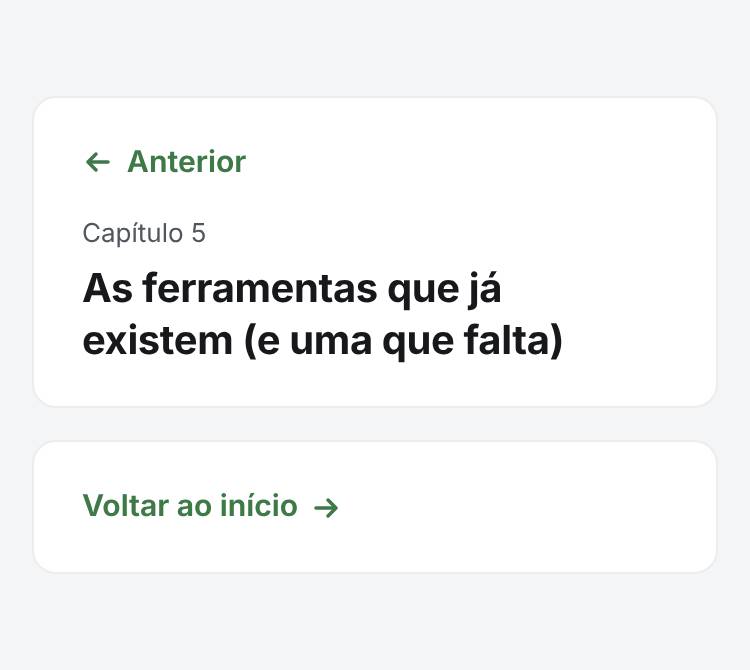 ← Anterior
Capítulo 5
As ferramentas que já
existem (e uma que falta)
Voltar ao início →